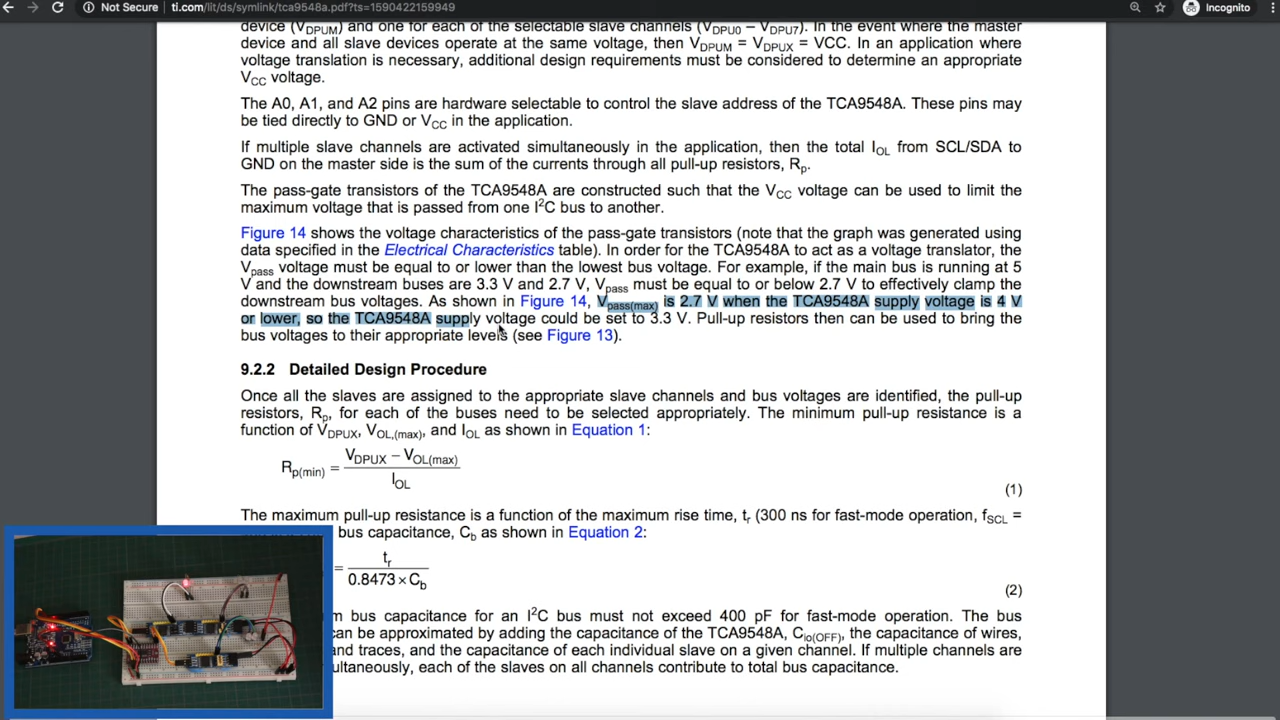 Not Secure | ti.com/lit/ds/symlink/tca9548a.pdf?ts=1590422159949
Incognito
device (VDPUM) and one for each of the selectable slave channels (VDPU0 – VDPU7). In the event where the master
device and all slave devices operate at the same voltage, then VDPUM = VDPUX = VCC. In an application where
voltage translation is necessary, additional design requirements must be considered to determine an appropriate
VCC voltage.
The A0, A1, and A2 pins are hardware selectable to control the slave address of the TCA9548A. These pins may
be tied directly to GND or VCC in the application.
If multiple slave channels are activated simultaneously in the application, then the total IOL from SCL/SDA to
GND on the master side is the sum of the currents through all pull-up resistors, Rp.
The pass-gate transistors of the TCA9548A are constructed such that the VCC voltage can be used to limit the
maximum voltage that is passed from one I2C bus to another.
Figure 14 shows the voltage characteristics of the pass-gate transistors (note that the graph was generated using
data specified in the Electrical Characteristics table). In order for the TCA9548A to act as a voltage translator, the
Vpass voltage must be equal to or lower than the lowest bus voltage. For example, if the main bus is running at 5
V and the downstream buses are 3.3 V and 2.7 V, Vpass must be equal to or below 2.7 V to effectively clamp the
downstream bus voltages. As shown in Figure 14, Vpass(max) is 2.7 V when the TCA9548A supply voltage is 4 V
or lower, so the TCA9548A supply voltage could be set to 3.3 V. Pull-up resistors then can be used to bring the
bus voltages to their appropriate levels (see Figure 13).
9.2.2 Detailed Design Procedure
Once all the slaves are assigned to the appropriate slave channels and bus voltages are identified, the pull-up
resistors, Rp, for each of the buses need to be selected appropriately. The minimum pull-up resistance is a
function of VDPUX, VOL,(max), and IOL as shown in Equation 1:
Rp(min) = VDPUX – VOL(max)
IOL
(1)
The maximum pull-up resistance is a function of the maximum rise time, tr (300 ns for fast-mode operation, fSCL =
bus capacitance, Cb as shown in Equation 2:
= tr
0.8473 × Cb
(2)
bus capacitance for an I2C bus must not exceed 400 pF for fast-mode operation. The bus
can be approximated by adding the capacitance of the TCA9548A, Cio(OFF), the capacitance of wires,
and traces, and the capacitance of each individual slave on a given channel. If multiple channels are
each of the slaves on all channels contribute to total bus capacitance.